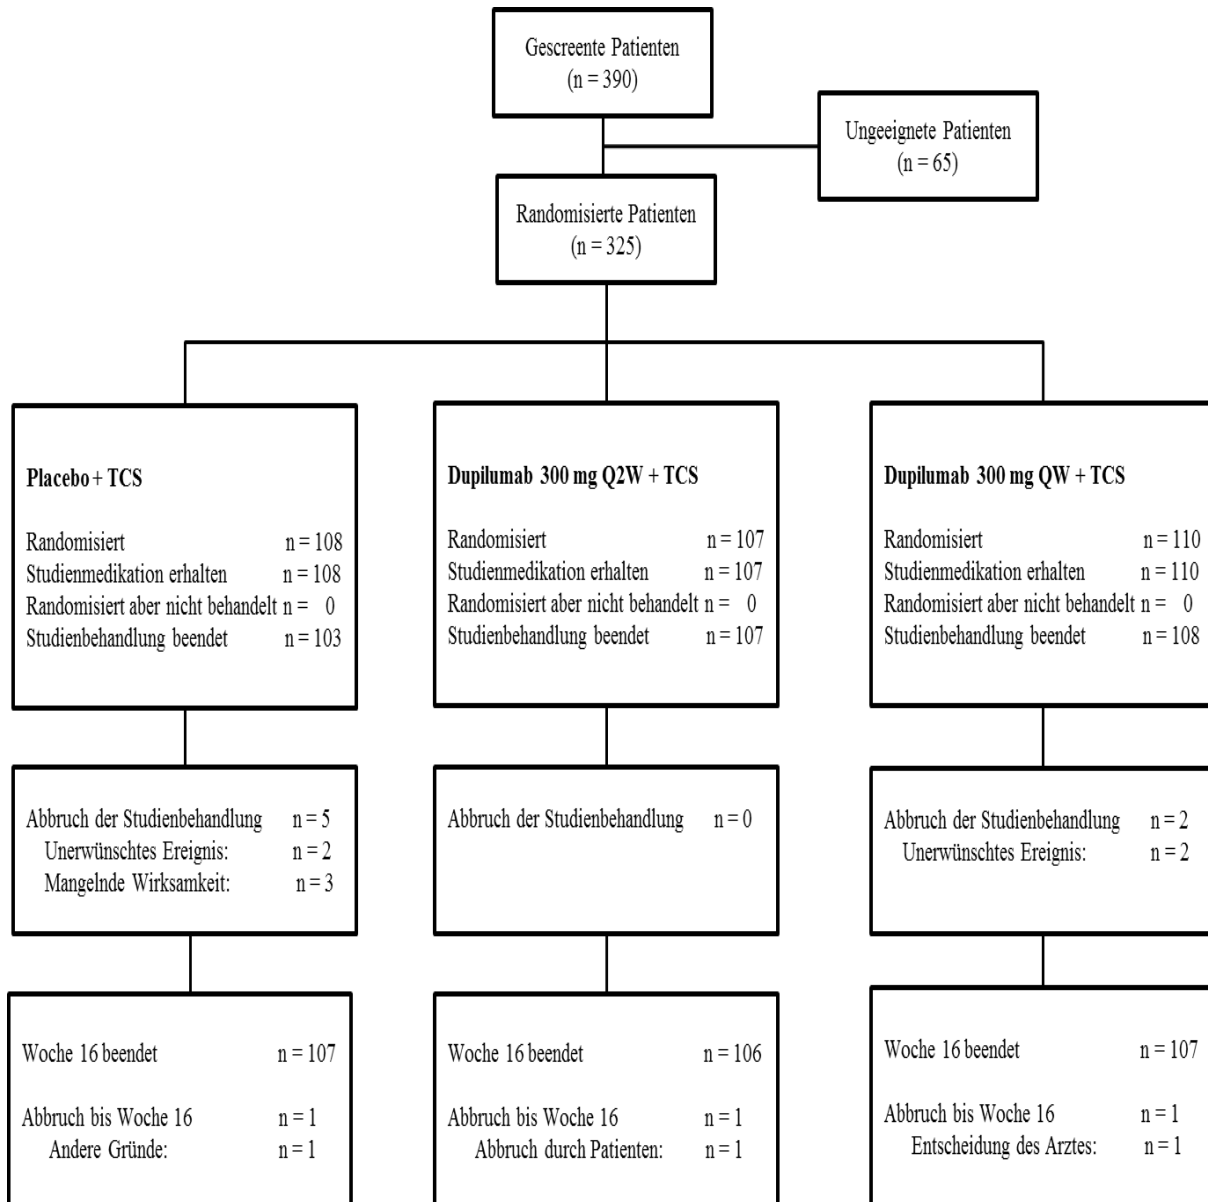 Gescreente Patienten
(n = 390)
Ungeeignete Patienten
(n = 65)
Randomisierte Patienten
(n = 325)
Placebo + TCS
Randomisiert n = 108
Studienmedikation erhalten n = 108
Randomisiert aber nicht behandelt n = 0
Studienbehandlung beendet n = 103
Dupilumab 300 mg Q2W + TCS
Randomisiert n = 107
Studienmedikation erhalten n = 107
Randomisiert aber nicht behandelt n = 0
Studienbehandlung beendet n = 107
Dupilumab 300 mg QW + TCS
Randomisiert n = 110
Studienmedikation erhalten n = 110
Randomisiert aber nicht behandelt n = 0
Studienbehandlung beendet n = 108
Abbruch der Studienbehandlung n = 5
Unerwünschtes Ereignis: n = 2
Mangelnde Wirksamkeit: n = 3
Abbruch der Studienbehandlung n = 0
Abbruch der Studienbehandlung n = 2
Unerwünschtes Ereignis: n = 2
Woche 16 beendet n = 107
Abbruch bis Woche 16 n = 1
Andere Gründe: n = 1
Woche 16 beendet n = 106
Abbruch bis Woche 16 n = 1
Abbruch durch Patienten: n = 1
Woche 16 beendet n = 107
Abbruch bis Woche 16 n = 1
Entscheidung des Arztes: n = 1